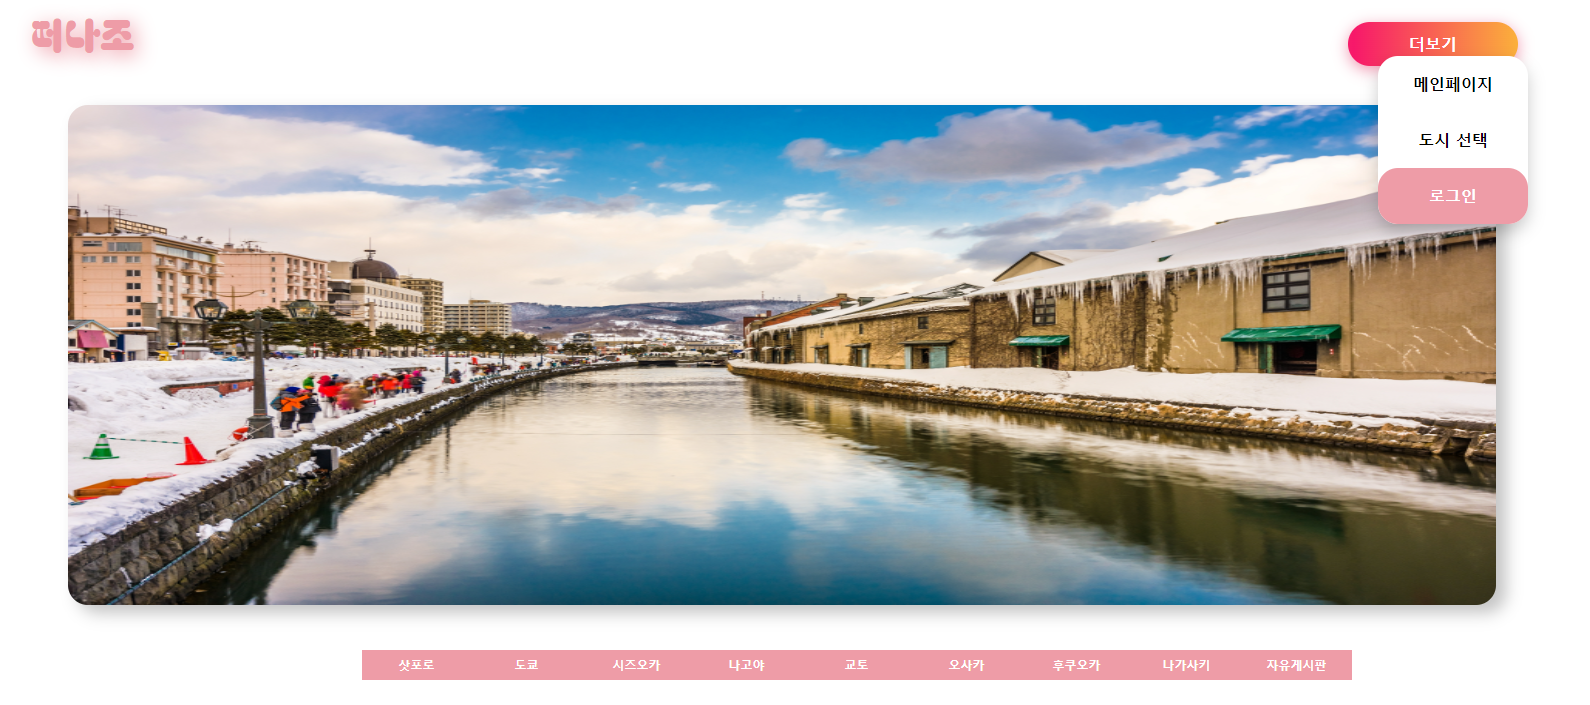 퍼나조
더보기
메인페이지
도시 선택
로그인
삿포로 도쿄 시즈오카 나고야 교토 오사카 후쿠오카 나가사키 자유게시판